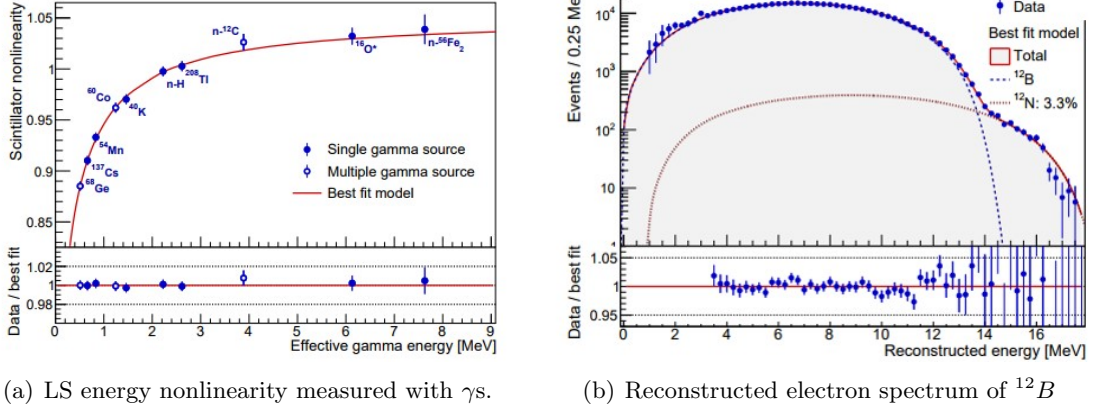 1.05
1
0.95
0.9
0.85
Scintillator nonlinearity
n-¹²C
¹⁶O*
n-⁵⁶Fe₂
n-H
²⁰⁸Tl
⁶⁰Co
⁴⁰K
⁵⁴Mn
¹³⁷Cs
⁶⁸Ge
Single gamma source
Multiple gamma source
Best fit model
1.02
1
0.98
Data / best fit
0 1 2 3 4 5 6 7 8 9
Effective gamma energy [MeV]
(a) LS energy nonlinearity measured with γs.
10⁴
10³
10²
10
1
Events / 0.25 Me
Data
Best fit model
Total
¹²B
¹²N: 3.3%
1.05
1
0.95
Data / best fit
0 2 4 6 8 10 12 14 16
Reconstructed energy [MeV]
(b) Reconstructed electron spectrum of ¹²B